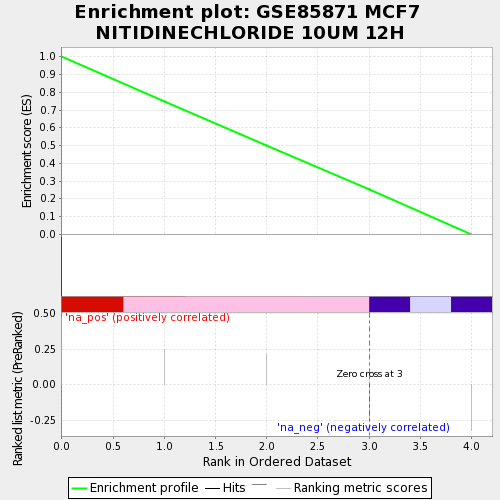 Enrichment plot: GSE85871 MCF7
NITIDINECHLORIDE 10UM 12H
Enrichment score (ES)
1.0
0.9
0.8
0.7
0.6
0.5
0.4
0.3
0.2
0.1
0.0
Ranked list metric (PreRanked)
0.50
0.25
0.00
-0.25
'na_pos' (positively correlated)
Zero cross at 3
'na_neg' (negatively correlated)
0.0 0.5 1.0 1.5 2.0 2.5 3.0 3.5 4.0
Rank in Ordered Dataset
Enrichment profile Hits Ranking metric scores